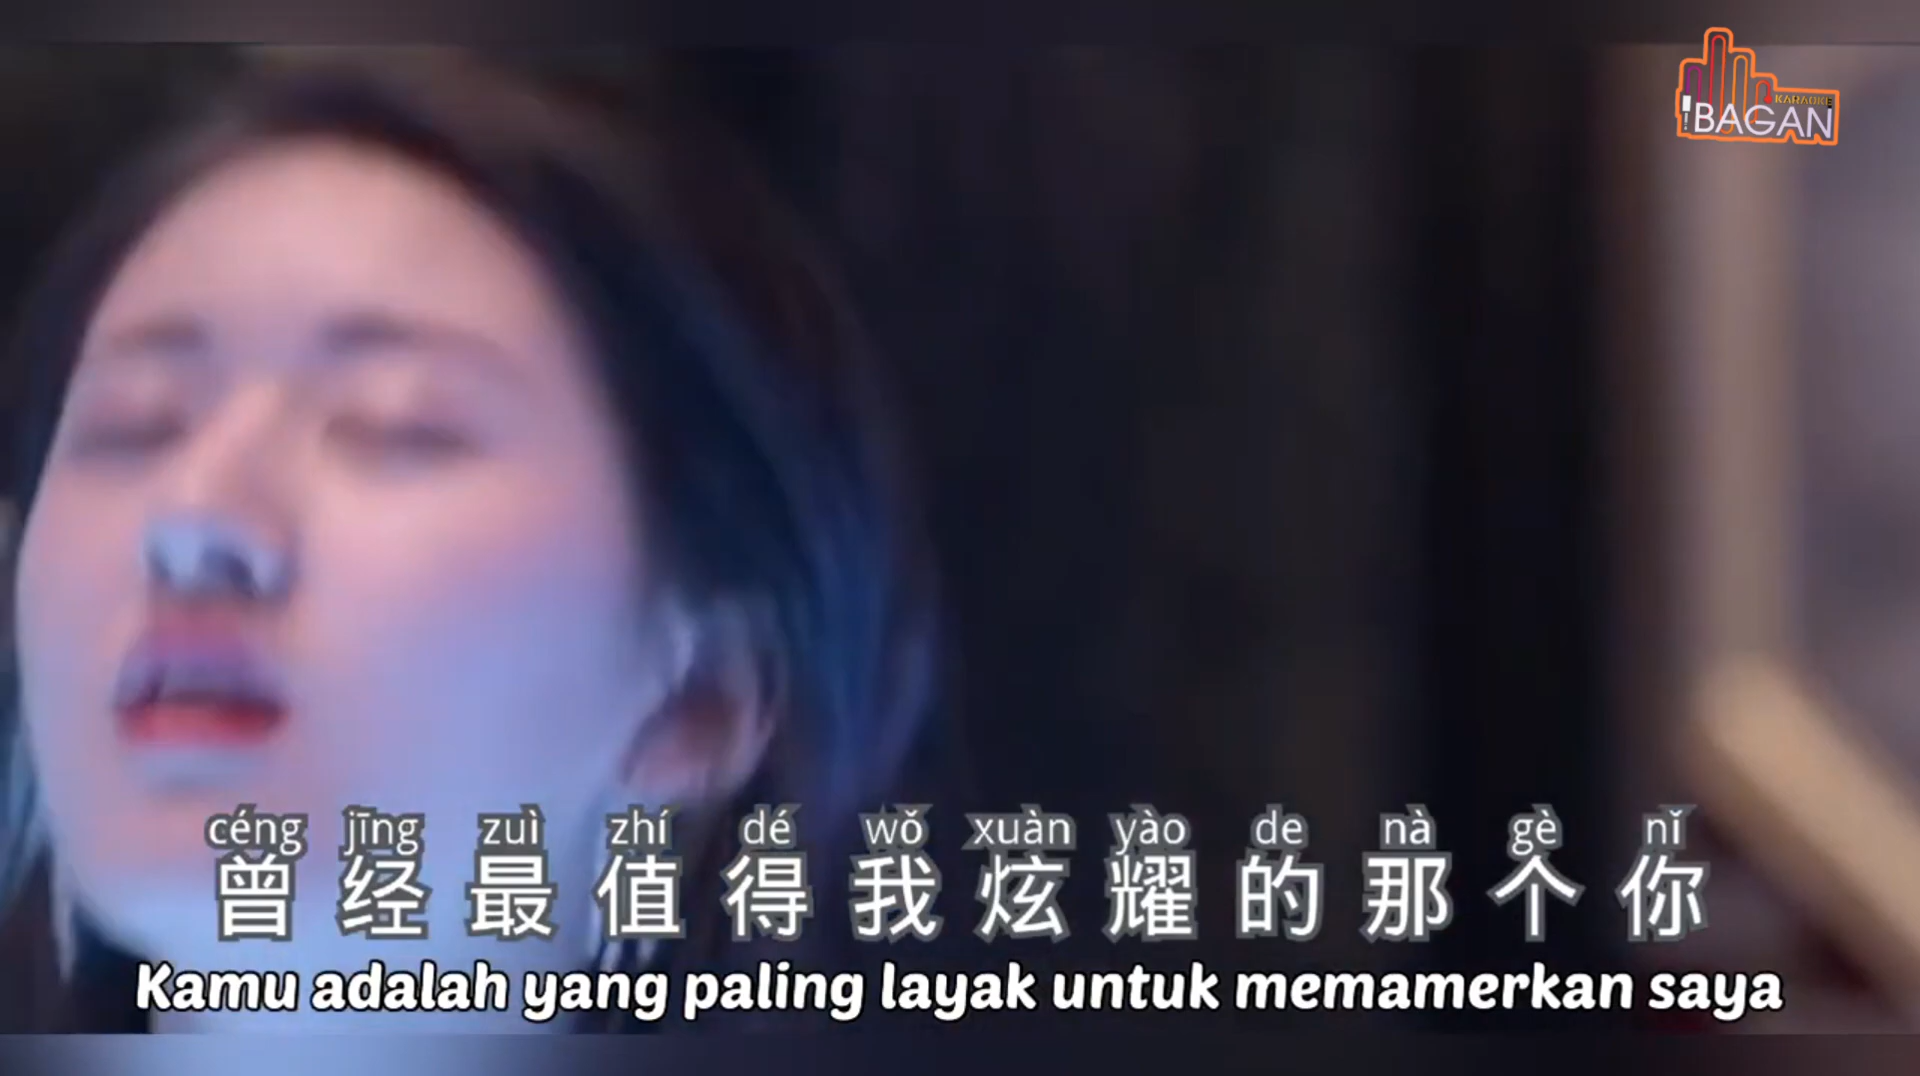 KARAOKE
BAGAN
céng jīng zuì zhí dé wǒ xuàn yào de nà gè nǐ
曾经最值得我炫耀的那个你
Kamu adalah yang paling layak untuk memamerkan saya